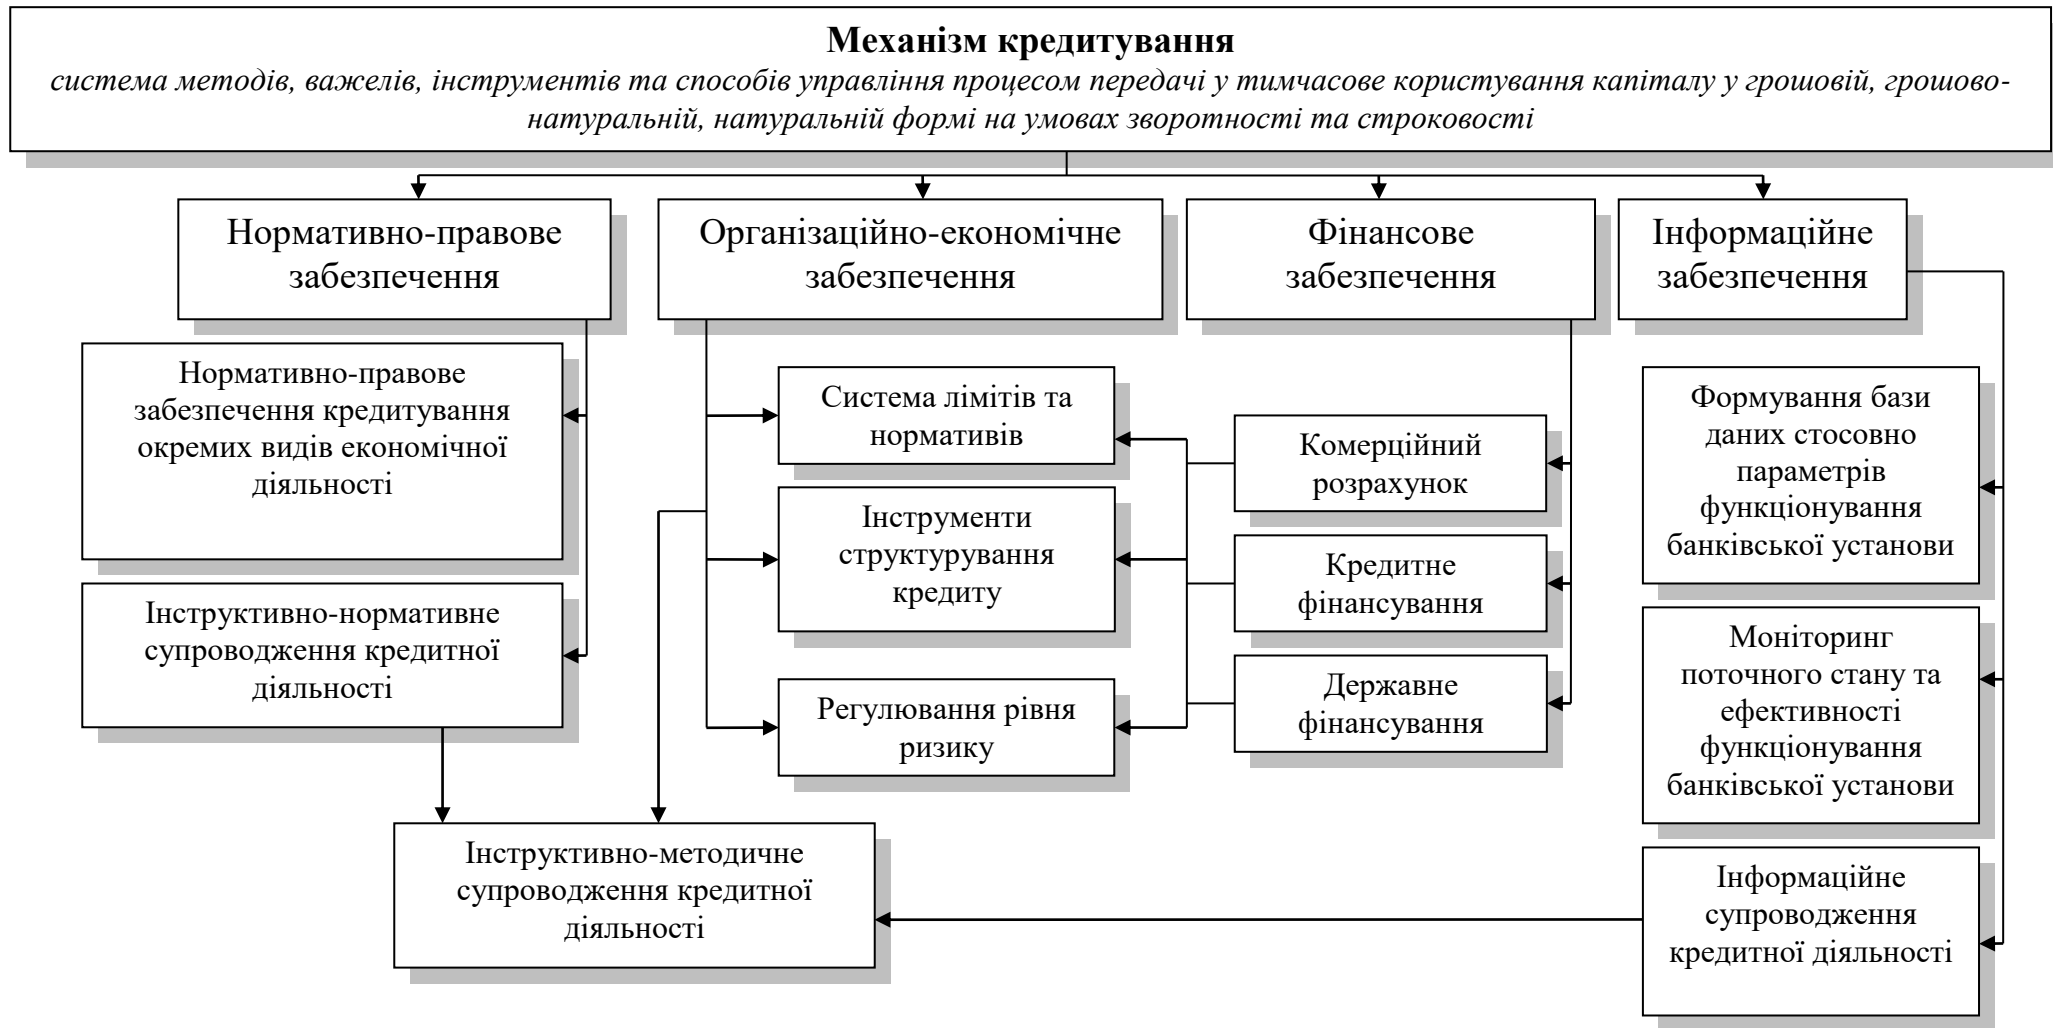 Механізм кредитування
система методів, важелів, інструментів та способів управління процесом передачі у тимчасове користування капіталу у грошовій, грошово-
натуральній, натуральній формі на умовах зворотності та строковості
Нормативно-правове
забезпечення
Організаційно-економічне
забезпечення
Фінансове
забезпечення
Інформаційне
забезпечення
Нормативно-правове
забезпечення кредитування
окремих видів економічної
діяльності
Інструктивно-нормативне
супроводження кредитної
діяльності
Система лімітів та
нормативів
Інструменти
структурування
кредиту
Регулювання рівня
ризику
Комерційний
розрахунок
Кредитне
фінансування
Державне
фінансування
Формування бази
даних стосовно
параметрів
функціонування
банківської установи
Моніторинг
поточного стану та
ефективності
функціонування
банківської установи
Інформаційне
супроводження
кредитної діяльності
Інструктивно-методичне
супроводження кредитної
діяльності